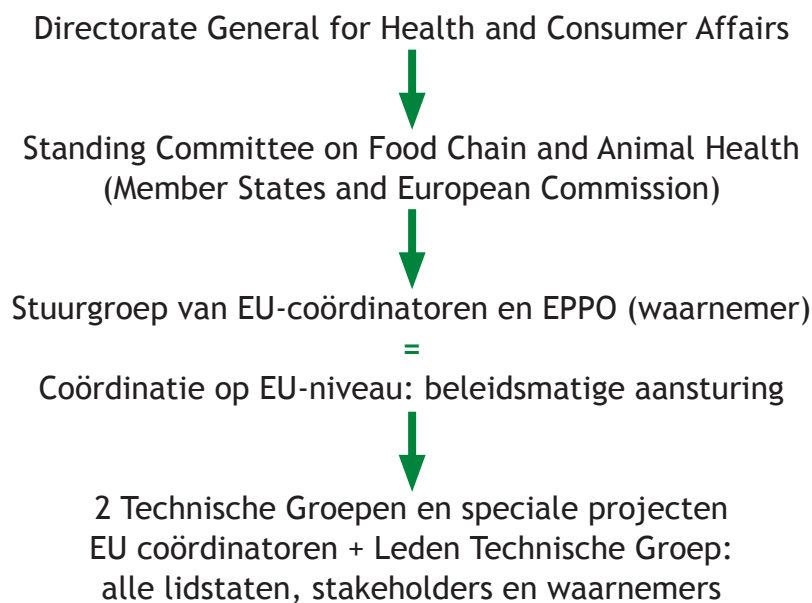 Directorate General for Health and Consumer Affairs
Standing Committee on Food Chain and Animal Health
(Member States and European Commission)
Stuurgroep van EU-coördinatoren en EPPO (waarnemer)
=
Coördinatie op EU-niveau: beleidsmatige aansturing
2 Technische Groepen en speciale projecten
EU coördinatoren + Leden Technische Groep:
alle lidstaten, stakeholders en waarnemers